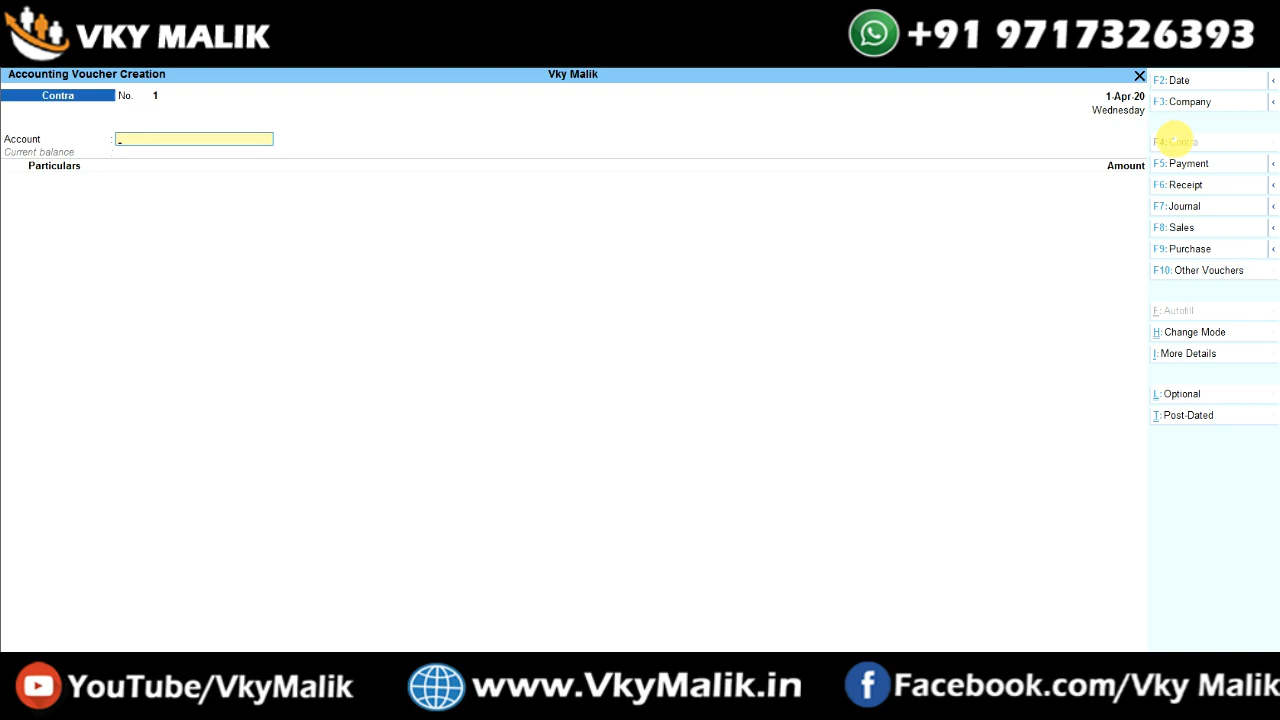 VKY MALIK
+91 9717326393
Accounting Voucher Creation
Vky Malik
Contra No. 1
1-Apr-20
Wednesday
Account :
Current balance :
Particulars
Amount
F2: Date
F3: Company
F4: Contra
F5: Payment
F6: Receipt
F7: Journal
F8: Sales
F9: Purchase
F10: Other Vouchers
F: Autofill
H: Change Mode
I: More Details
L: Optional
T: Post-Dated
YouTube/VkyMalik
www.VkyMalik.in
Facebook.com/Vky Malik